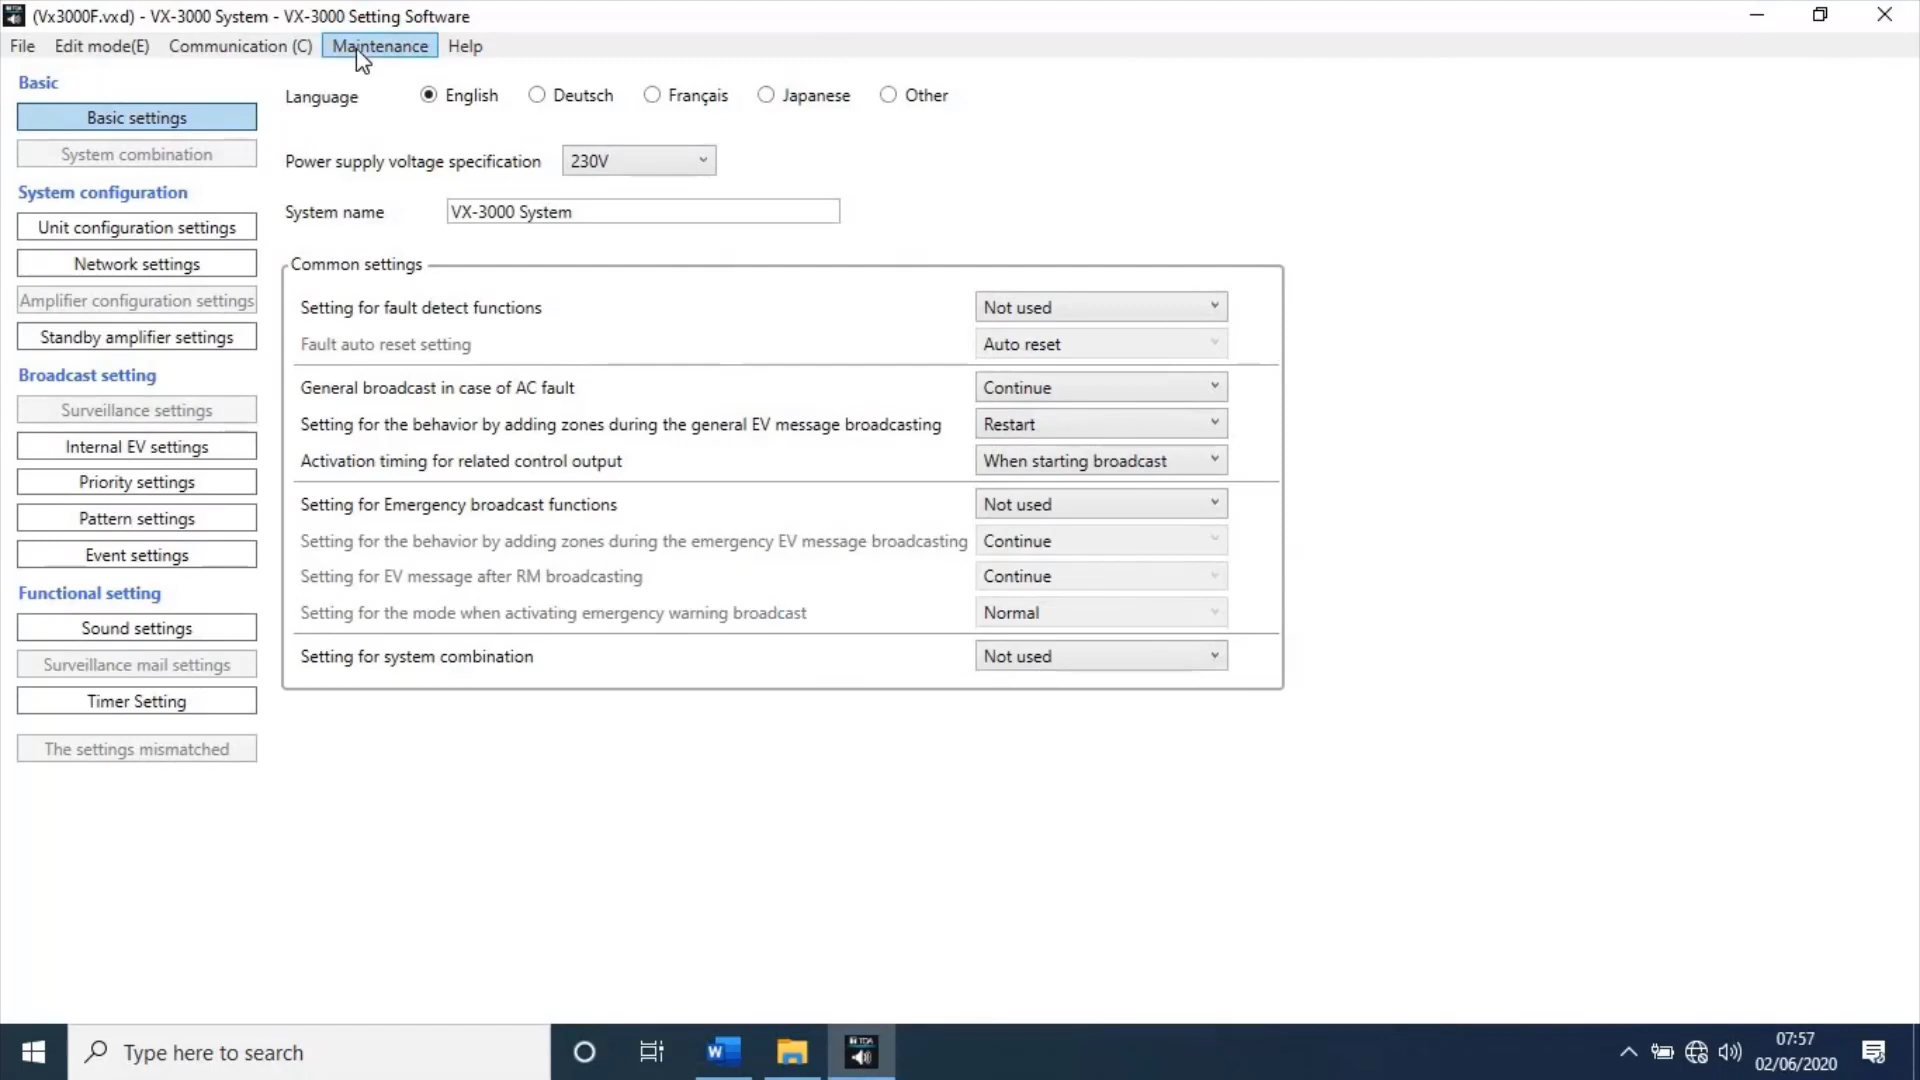 (Vx3000F.vxd) - VX-3000 System - VX-3000 Setting Software
File Edit mode(E) Communication (C) Maintenance Help
Basic
Basic settings
System combination
System configuration
Unit configuration settings
Network settings
Amplifier configuration settings
Standby amplifier settings
Broadcast setting
Surveillance settings
Internal EV settings
Priority settings
Pattern settings
Event settings
Functional setting
Sound settings
Surveillance mail settings
Timer Setting
The settings mismatched
Language English Deutsch Français Japanese Other
Power supply voltage specification 230V
System name VX-3000 System
Common settings
Setting for fault detect functions Not used
Fault auto reset setting Auto reset
General broadcast in case of AC fault Continue
Setting for the behavior by adding zones during the general EV message broadcasting Restart
Activation timing for related control output When starting broadcast
Setting for Emergency broadcast functions Not used
Setting for the behavior by adding zones during the emergency EV message broadcasting Continue
Setting for EV message after RM broadcasting Continue
Setting for the mode when activating emergency warning broadcast Normal
Setting for system combination Not used
Type here to search
W
TOA
07:57
02/06/2020